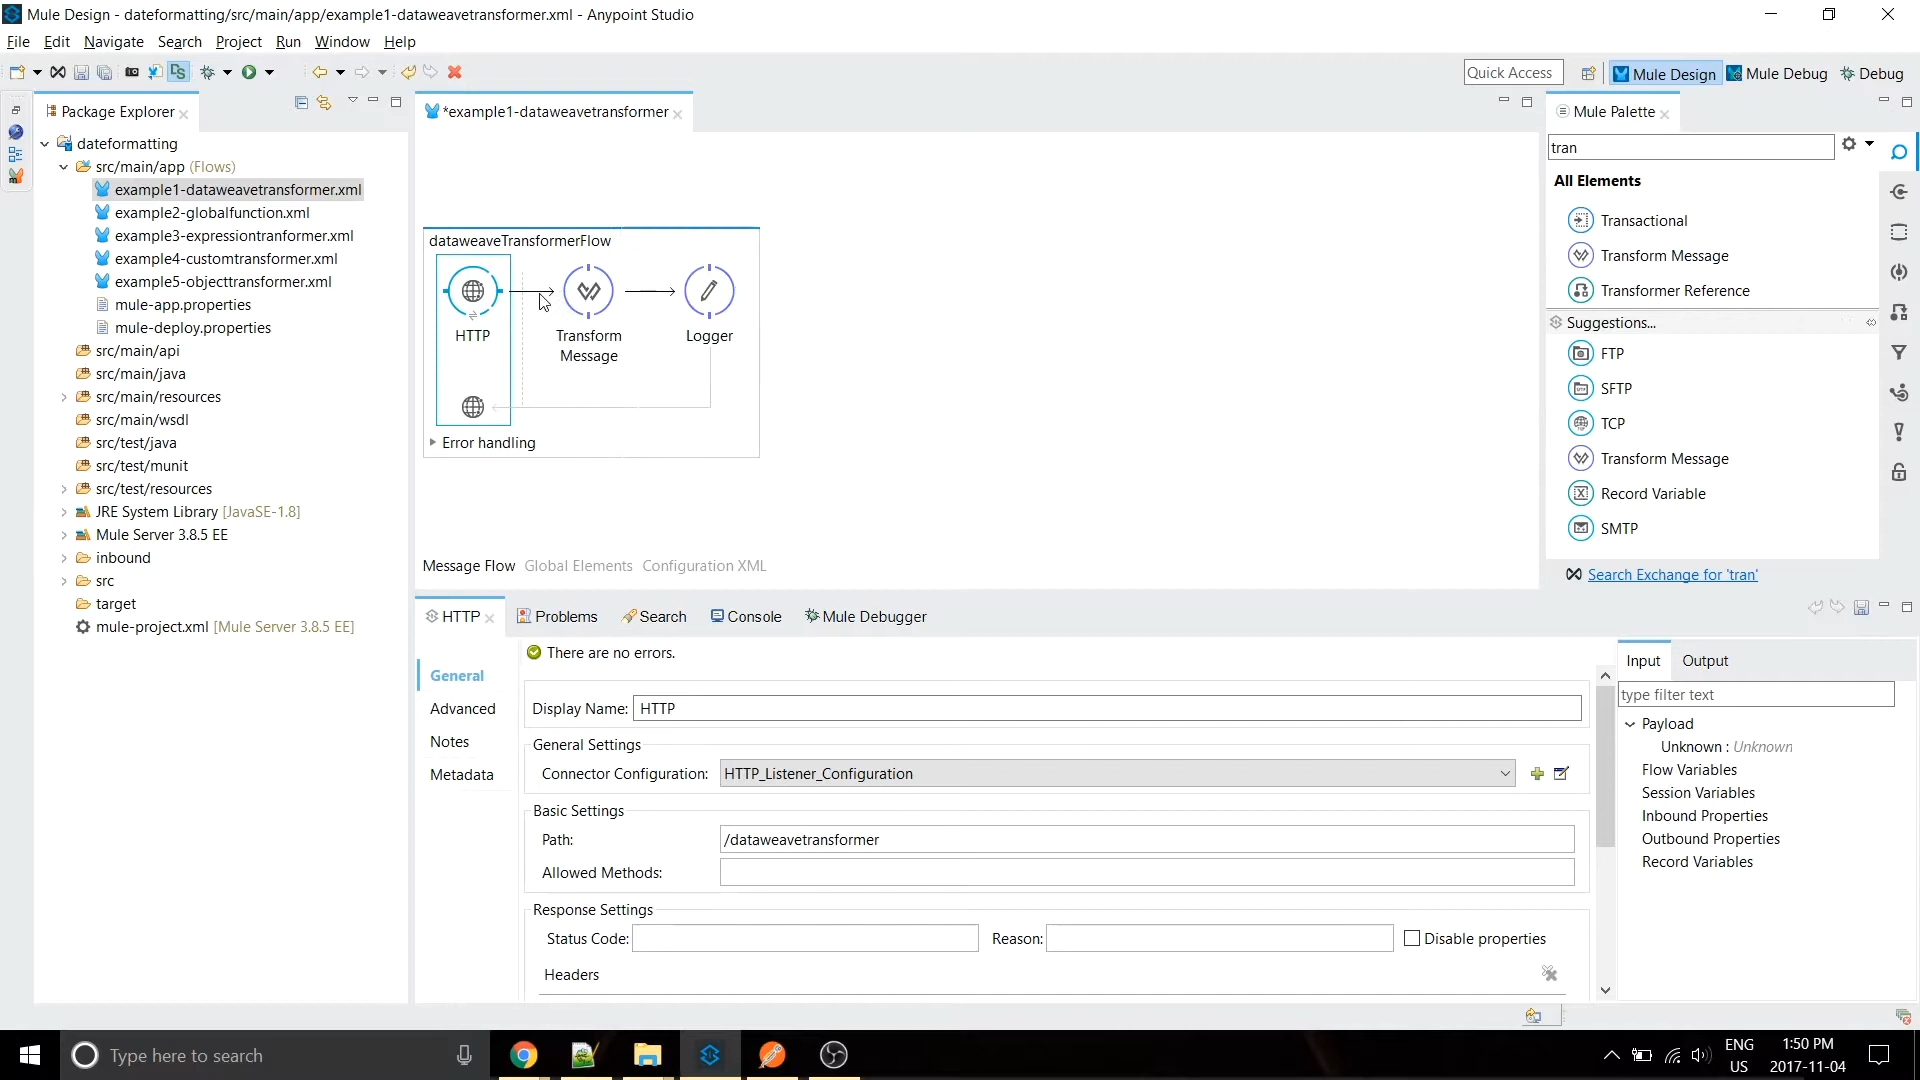 Mule Design - dateformatting/src/main/app/example1-dataweavetransformer.xml - Anypoint Studio
File Edit Navigate Search Project Run Window Help
Quick Access
Mule Design
Mule Debug
Debug
Package Explorer
dateformatting
src/main/app (Flows)
example1-dataweavetransformer.xml
example2-globalfunction.xml
example3-expressiontranformer.xml
example4-customtransformer.xml
example5-objecttransformer.xml
mule-app.properties
mule-deploy.properties
src/main/api
src/main/java
src/main/resources
src/main/wsdl
src/test/java
src/test/munit
src/test/resources
JRE System Library [JavaSE-1.8]
Mule Server 3.8.5 EE
inbound
src
target
mule-project.xml [Mule Server 3.8.5 EE]
*example1-dataweavetransformer
dataweaveTransformerFlow
HTTP
Transform
Message
Logger
Error handling
Message Flow Global Elements Configuration XML
Mule Palette
tran
All Elements
Transactional
Transform Message
Transformer Reference
Suggestions...
FTP
SFTP
TCP
Transform Message
Record Variable
SMTP
Search Exchange for 'tran'
HTTP
Problems
Search
Console
Mule Debugger
There are no errors.
General
Advanced
Notes
Metadata
Display Name: HTTP
General Settings
Connector Configuration: HTTP_Listener_Configuration
Basic Settings
Path: /dataweavetransformer
Allowed Methods:
Response Settings
Status Code: Reason: Disable properties
Headers
Input Output
type filter text
Payload
Unknown : Unknown
Flow Variables
Session Variables
Inbound Properties
Outbound Properties
Record Variables
Type here to search
ENG
US
1:50 PM
2017-11-04